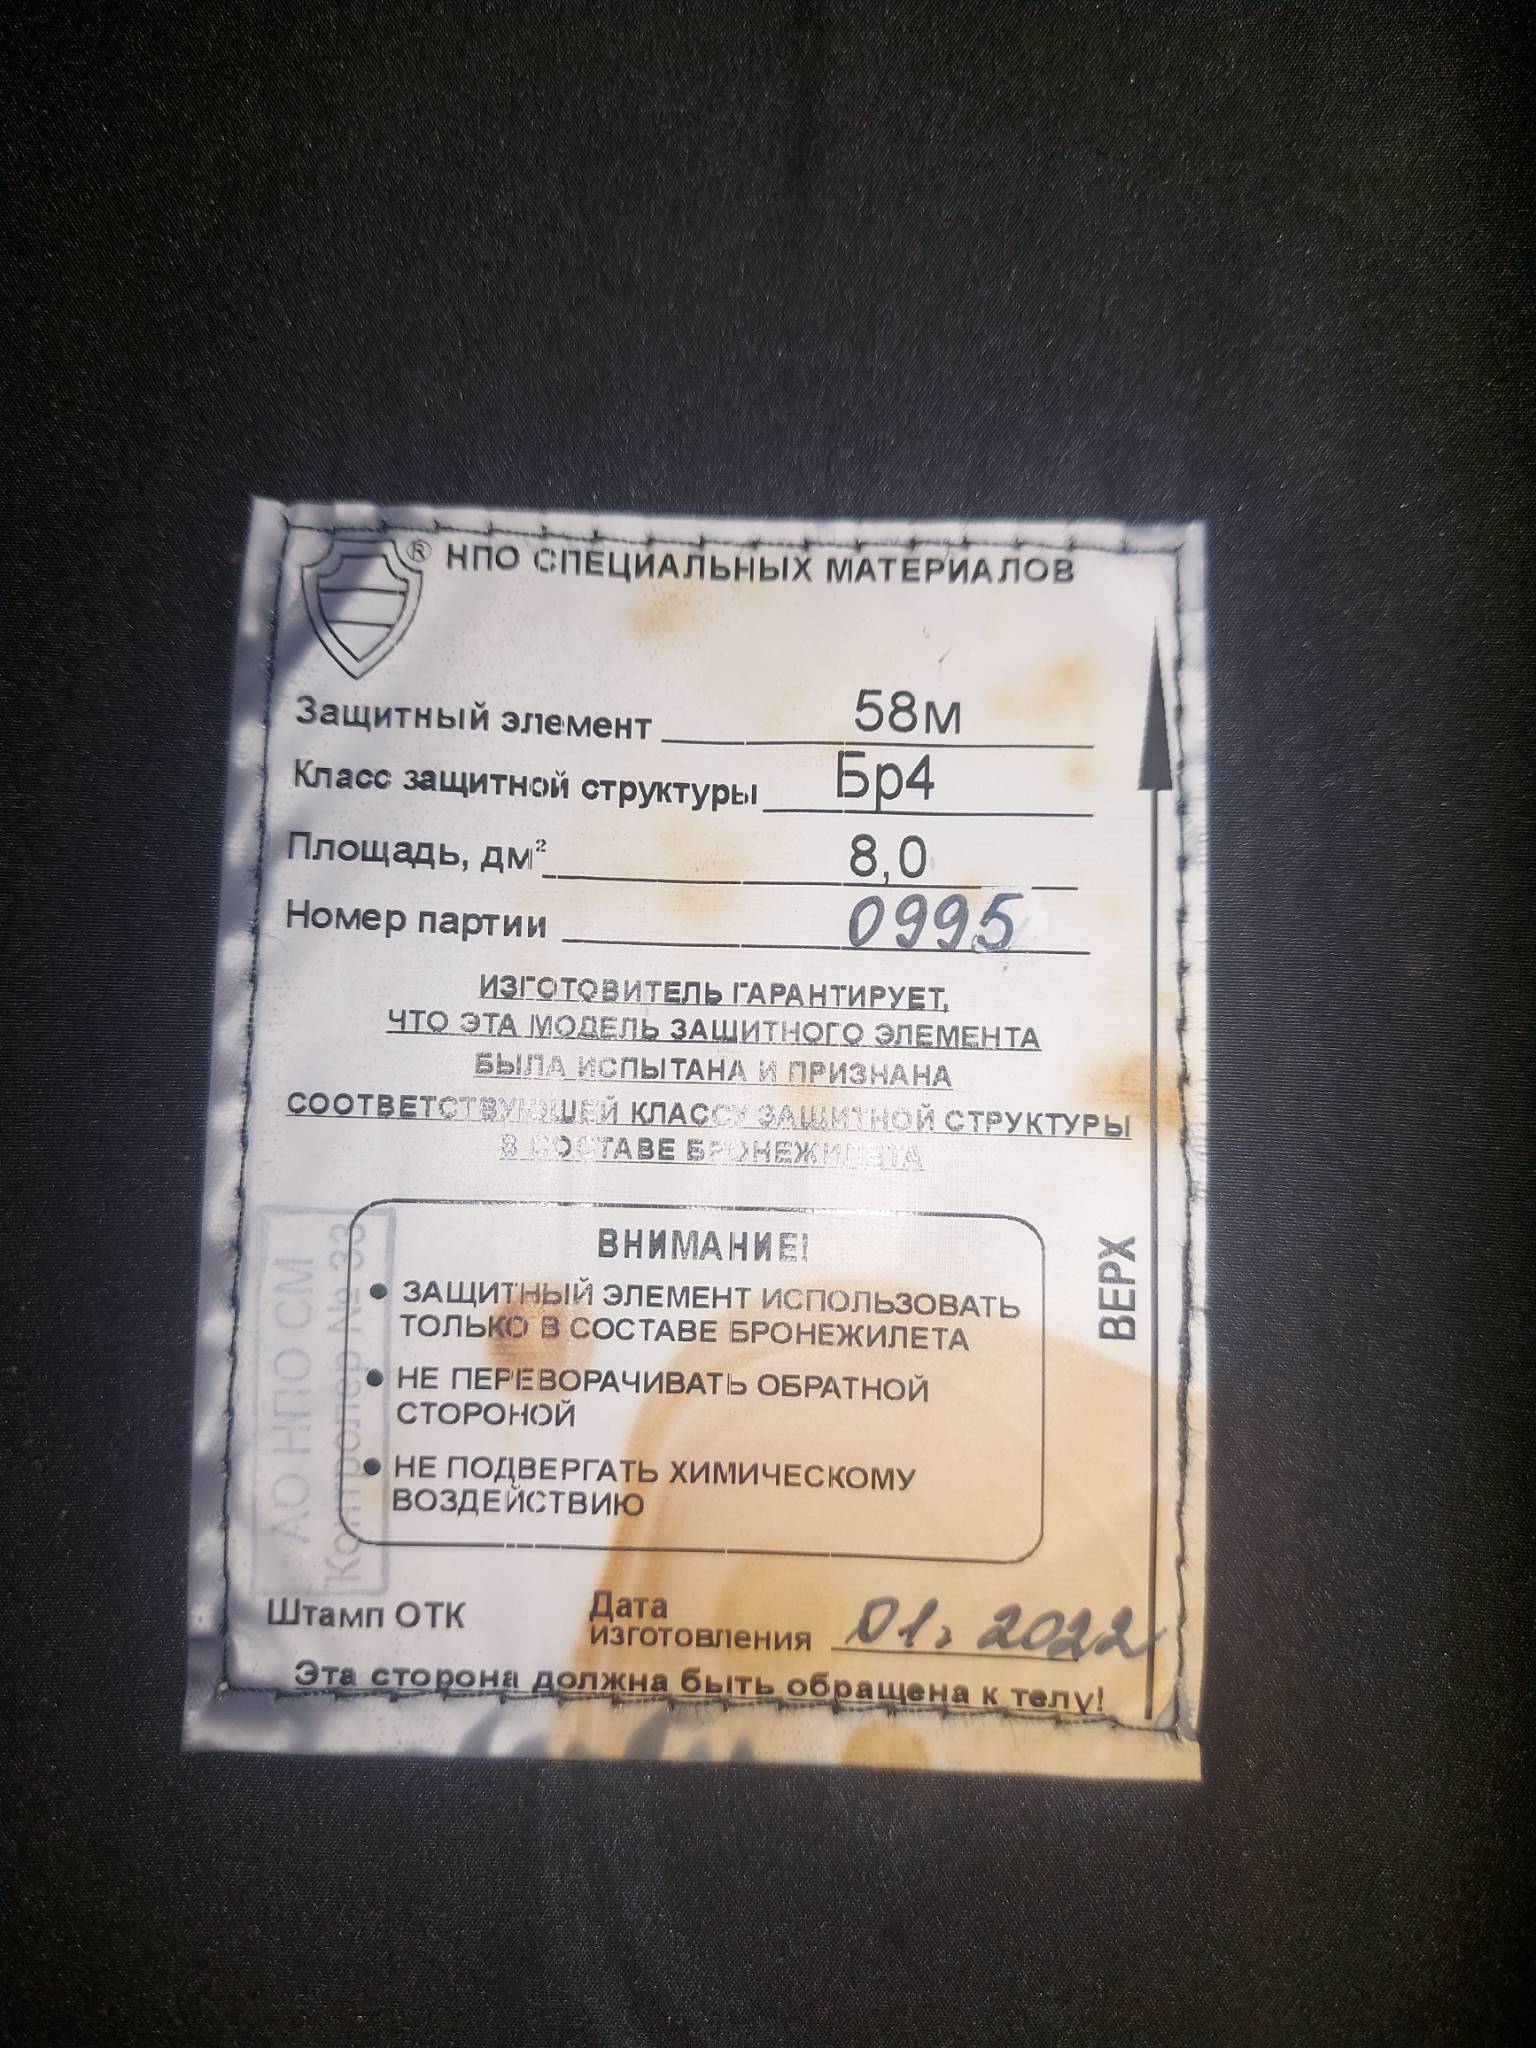 ® НПО СПЕЦИАЛЬНЫХ МАТЕРИАЛОВ
Защитный элемент 58м
Класс защитной структуры Бр4
Площадь, дм² 8,0
Номер партии 0995
ИЗГОТОВИТЕЛЬ ГАРАНТИРУЕТ,
ЧТО ЭТА МОДЕЛЬ ЗАЩИТНОГО ЭЛЕМЕНТА
БЫЛА ИСПЫТАНА И ПРИЗНАНА
СООТВЕТСТВУЮЩЕЙ КЛАССУ ЗАЩИТНОЙ СТРУКТУРЫ
В СОСТАВЕ БРОНЕЖИЛЕТА
ВНИМАНИЕ!
• ЗАЩИТНЫЙ ЭЛЕМЕНТ ИСПОЛЬЗОВАТЬ
ТОЛЬКО В СОСТАВЕ БРОНЕЖИЛЕТА
• НЕ ПЕРЕВОРАЧИВАТЬ ОБРАТНОЙ
СТОРОНОЙ
• НЕ ПОДВЕРГАТЬ ХИМИЧЕСКОМУ
ВОЗДЕЙСТВИЮ
ВЕРХ
АО НПО СМ
Контролер № 33
Штамп ОТК
Дата
изготовления 01. 2022
Эта сторона должна быть обращена к телу!